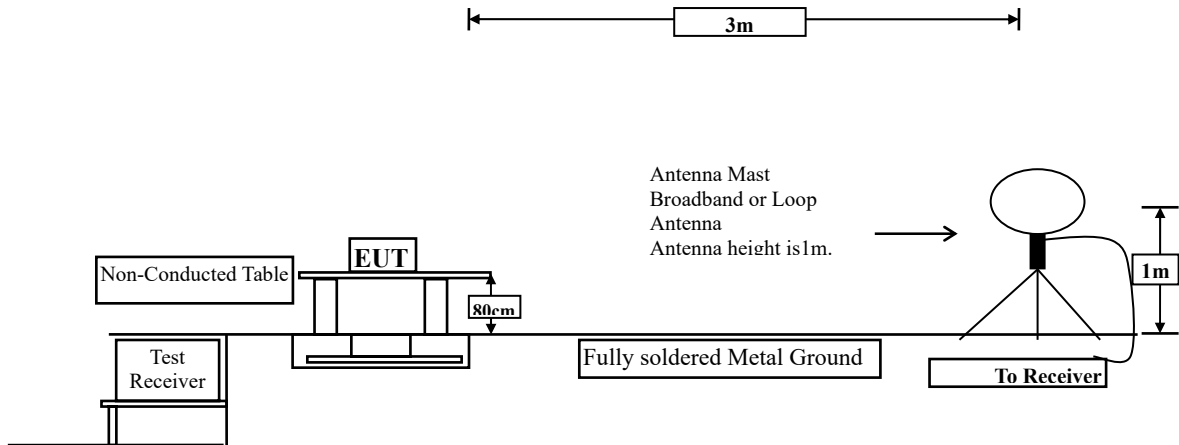 3m
Antenna Mast
Broadband or Loop
Antenna
Antenna height is1m.
EUT
Non-Conducted Table
80cm
1m
Test
Receiver
Fully soldered Metal Ground
To Receiver